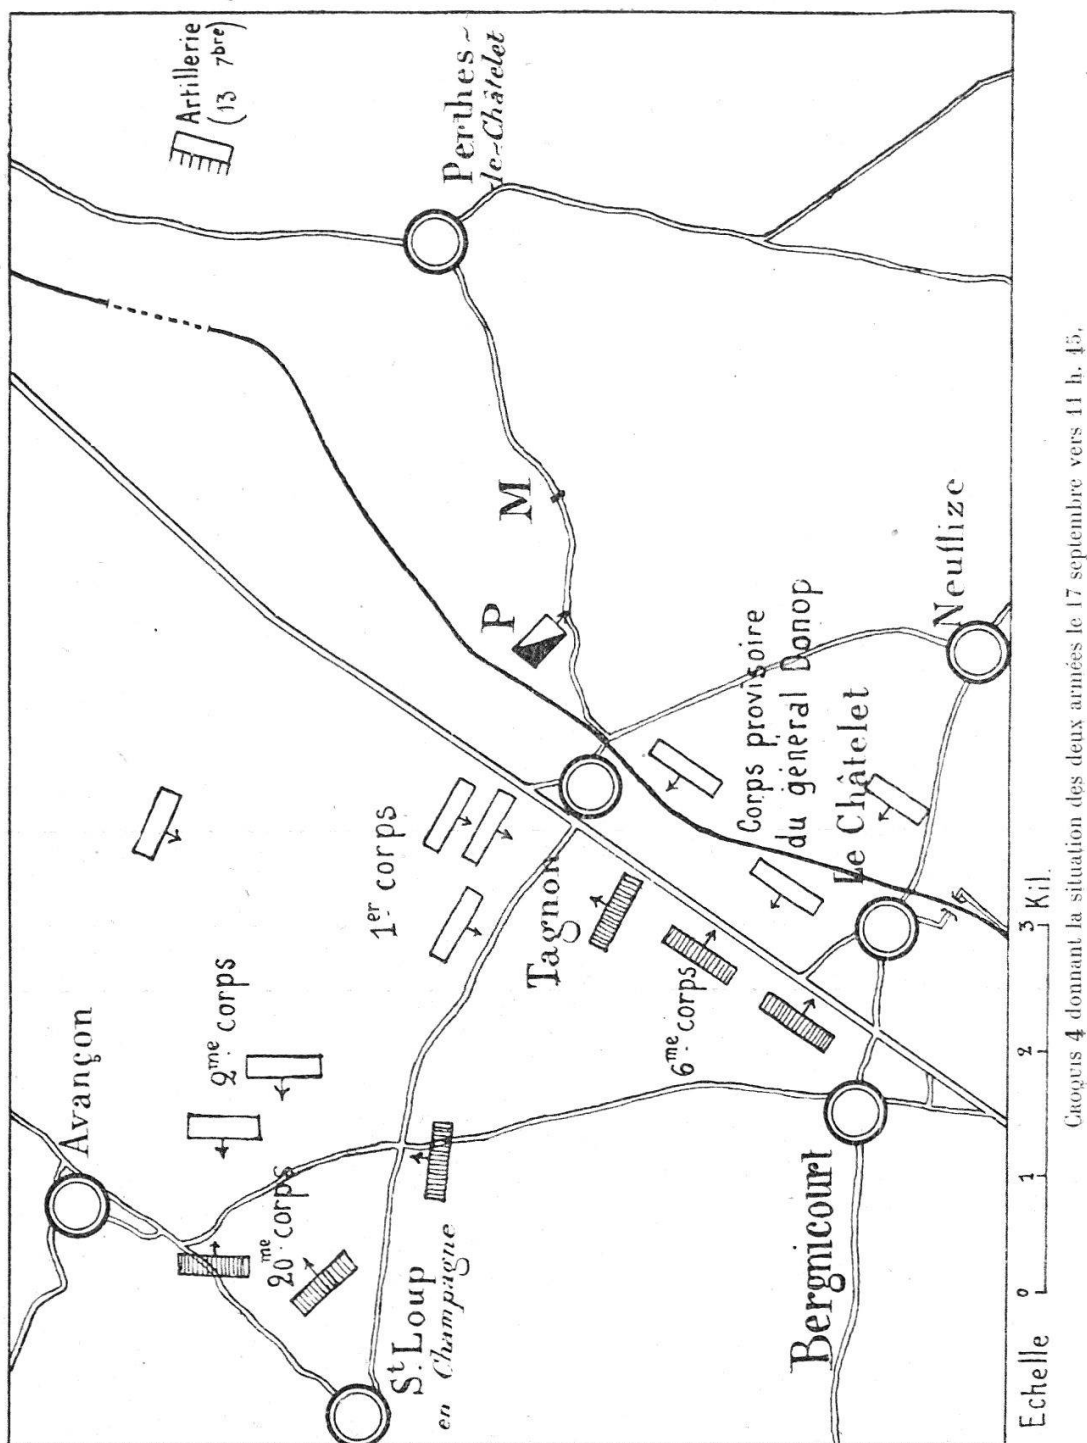 Artillerie
(13 7bre)
Perthes-
le-Châtelet
M
P
Avançon
2me corps
1er corps
20me corps
St Loup
en Champagne
Tagnon
6me corps
Corps provisoire
du général Donop
Le Châtelet
Neuflize
Bergnicourt
Echelle 0 1 2 3 Kil.
Croquis 4 donnant la situation des deux armées le 17 septembre vers 11 h. 45.